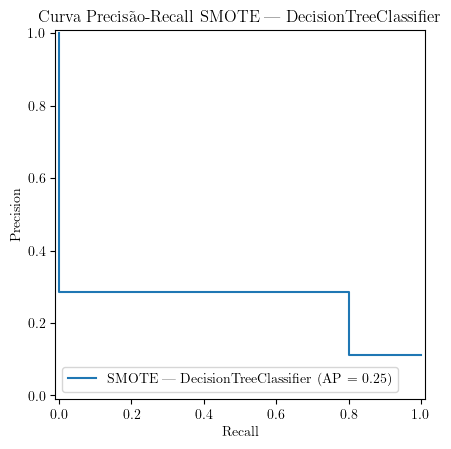 Curva Precisão-Recall SMOTE — DecisionTreeClassifier
1.0
0.8
0.6
0.4
0.2
0.0
Precision
SMOTE — DecisionTreeClassifier (AP = 0.25)
0.0 0.2 0.4 0.6 0.8 1.0
Recall